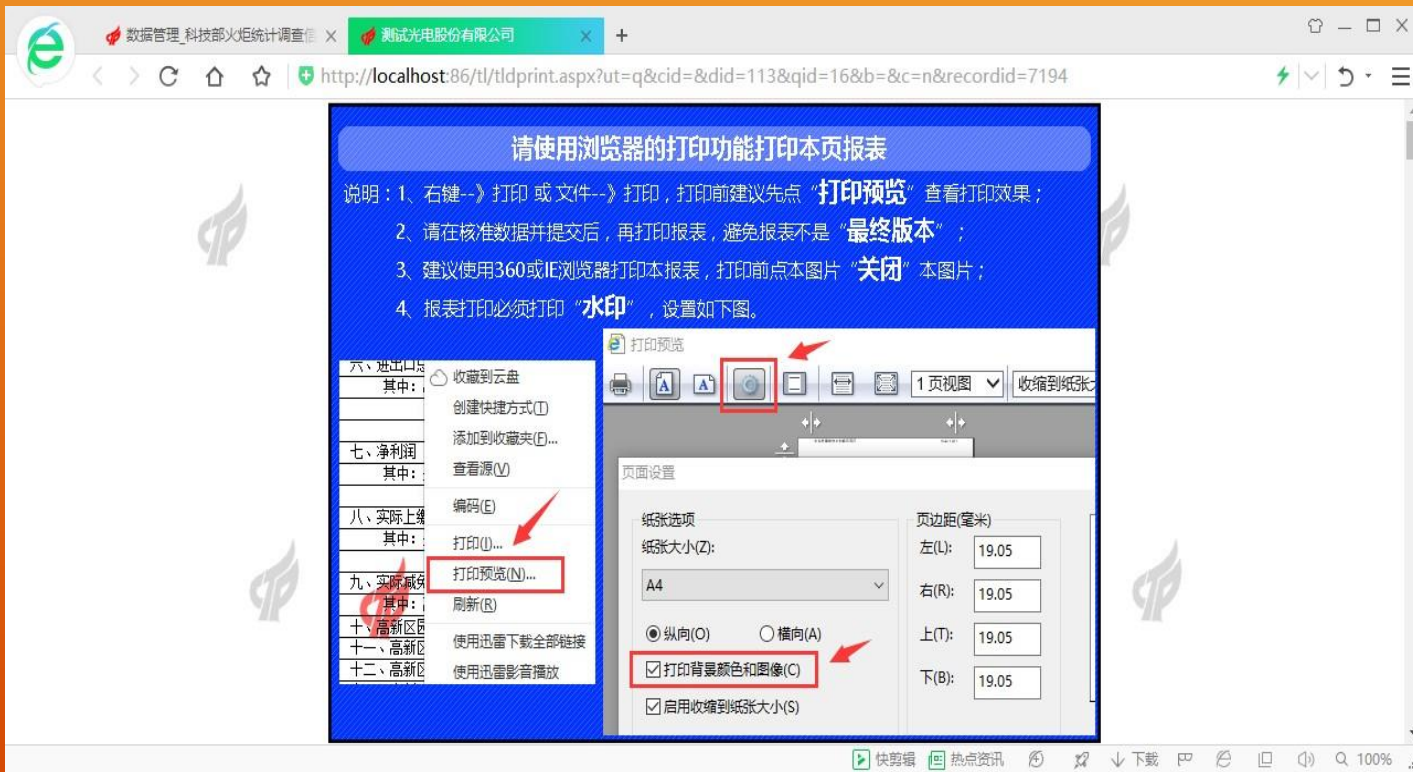 数据管理_科技部火炬统计调查信
测试光电股份有限公司
http://localhost:86/tl/tldprint.aspx?ut=q&cid=&did=113&qid=16&b=&c=n&recordid=7194
请使用浏览器的打印功能打印本页报表
说明：1、右键--》打印 或 文件--》打印，打印前建议先点“打印预览”查看打印效果；
2、请在核准数据并提交后，再打印报表，避免报表不是“最终版本”；
3、建议使用360或IE浏览器打印本报表，打印前点本图片“关闭”本图片；
4、报表打印必须打印“水印”，设置如下图。
六、进出口总
其中：
七、净利润
其中：
八、实际上缴
其中：
九、实际减免
其中：
十、高新区园
十一、高新区
十二、高新区
收藏到云盘
创建快捷方式(T)
添加到收藏夹(F)...
查看源(V)
编码(E)
打印(I)...
打印预览(N)...
刷新(R)
使用迅雷下载全部链接
使用迅雷影音播放
打印预览
1 页视图
收缩到纸张大
页面设置
纸张选项
纸张大小(Z):
A4
纵向(O) 横向(A)
打印背景颜色和图像(C)
启用收缩到纸张大小(S)
页边距(毫米)
左(L): 19.05
右(R): 19.05
上(T): 19.05
下(B): 19.05
快剪辑 热点资讯 下载 100%